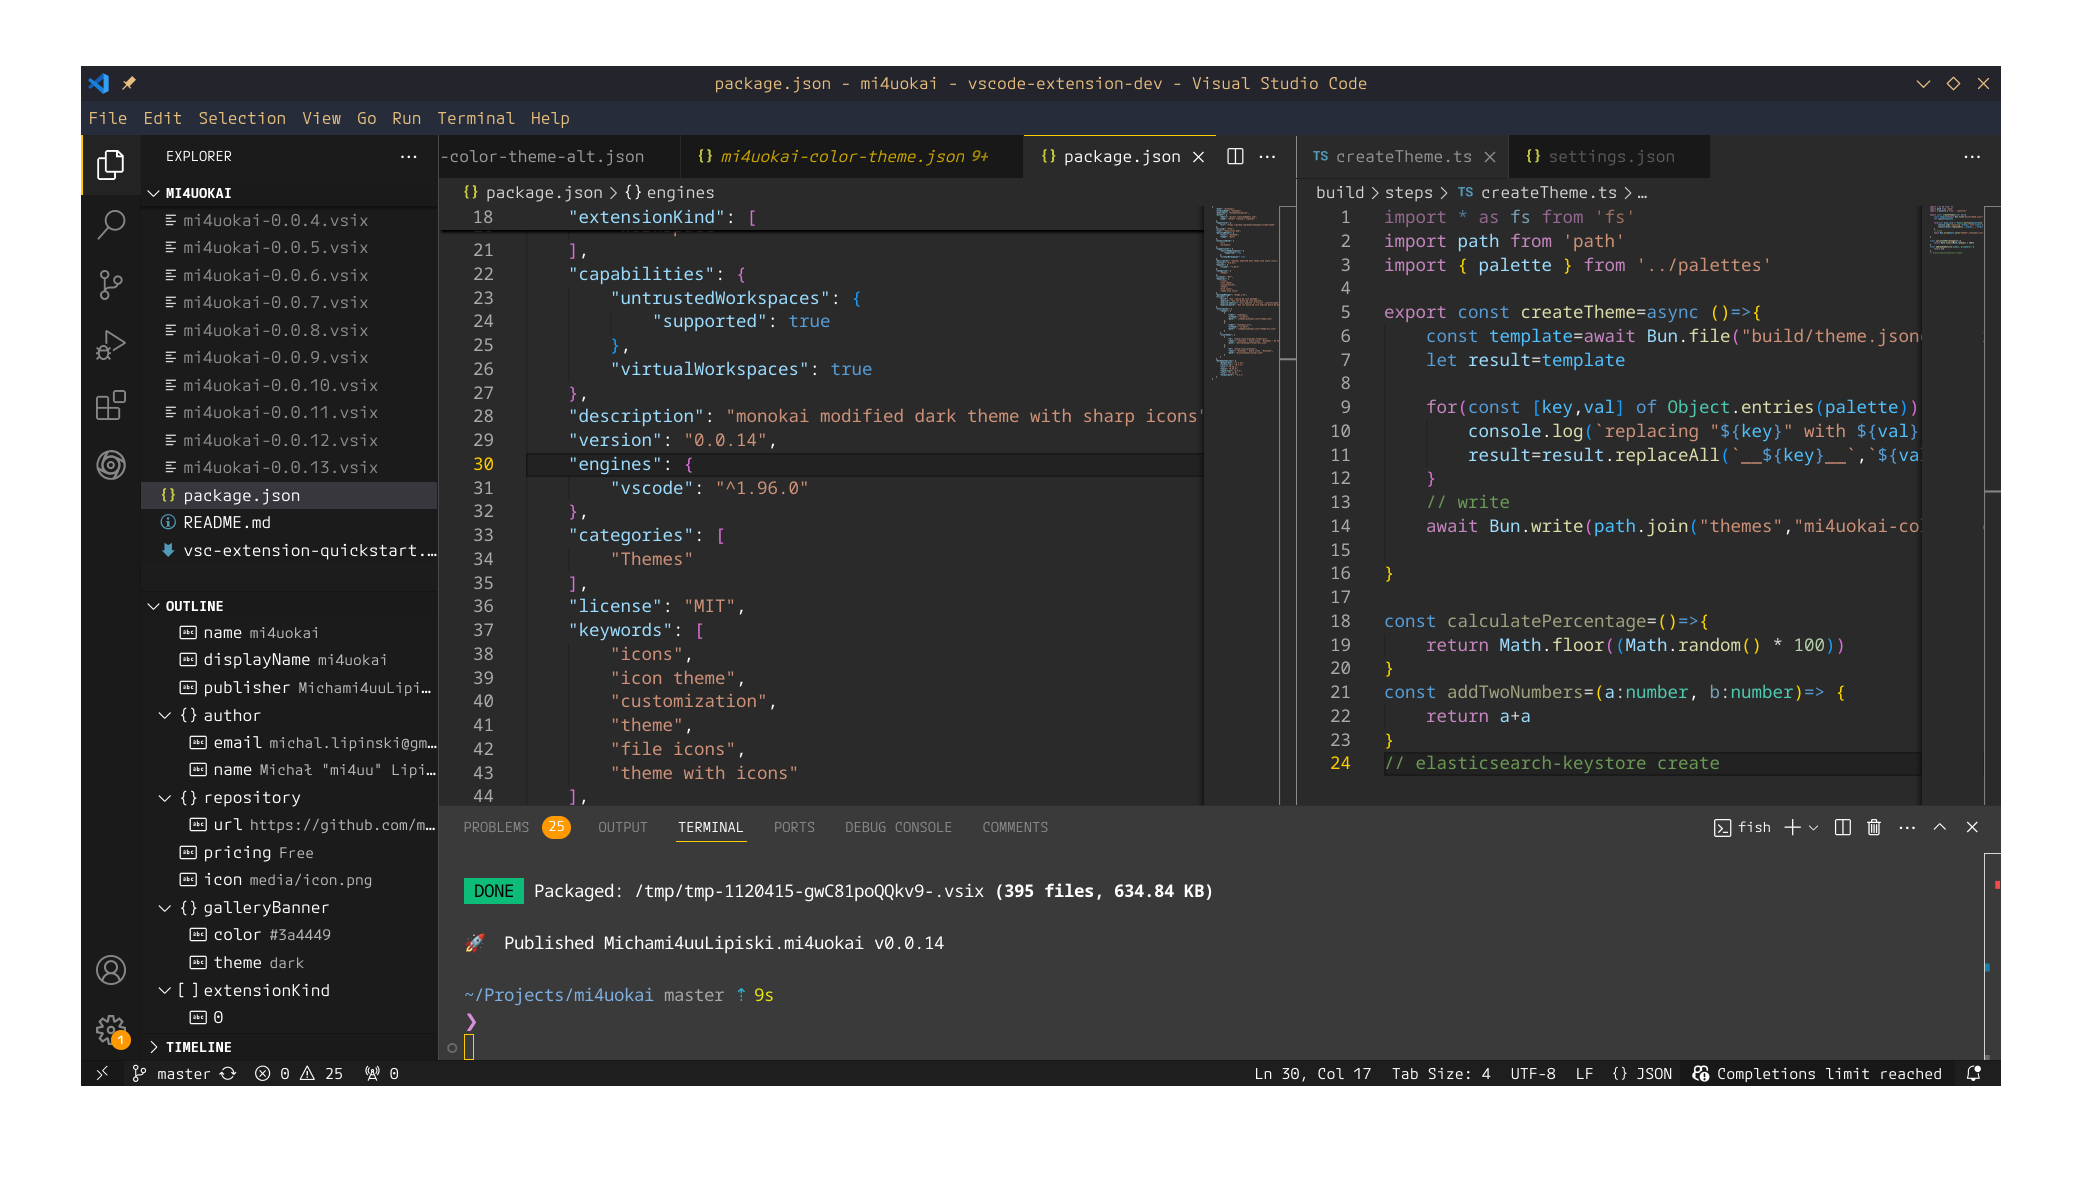 package.json - mi4uokai - vscode-extension-dev - Visual Studio Code
File Edit Selection View Go Run Terminal Help
EXPLORER
MI4UOKAI
mi4uokai-0.0.4.vsix
mi4uokai-0.0.5.vsix
mi4uokai-0.0.6.vsix
mi4uokai-0.0.7.vsix
mi4uokai-0.0.8.vsix
mi4uokai-0.0.9.vsix
mi4uokai-0.0.10.vsix
mi4uokai-0.0.11.vsix
mi4uokai-0.0.12.vsix
mi4uokai-0.0.13.vsix
{} package.json
README.md
vsc-extension-quickstart.…
OUTLINE
name mi4uokai
displayName mi4uokai
publisher Michami4uuLipi…
{} author
email michal.lipinski@gm…
name Michał "mi4uu" Lipi…
{} repository
url https://github.com/m…
pricing Free
icon media/icon.png
{} galleryBanner
color #3a4449
theme dark
[ ] extensionKind
0
TIMELINE
1
-color-theme-alt.json {} mi4uokai-color-theme.json 9+ {} package.json
{} package.json > {} engines
18 "extensionKind": [
21 ],
22 "capabilities": {
23 "untrustedWorkspaces": {
24 "supported": true
25 },
26 "virtualWorkspaces": true
27 },
28 "description": "monokai modified dark theme with sharp icons"
29 "version": "0.0.14",
30 "engines": {
31 "vscode": "^1.96.0"
32 },
33 "categories": [
34 "Themes"
35 ],
36 "license": "MIT",
37 "keywords": [
38 "icons",
39 "icon theme",
40 "customization",
41 "theme",
42 "file icons",
43 "theme with icons"
44 ],
TS createTheme.ts {} settings.json
build > steps > TS createTheme.ts > …
1 import * as fs from 'fs'
2 import path from 'path'
3 import { palette } from '../palettes'
4
5 export const createTheme=async ()=>{
6 const template=await Bun.file("build/theme.json
7 let result=template
8
9 for(const [key,val] of Object.entries(palette))
10 console.log(`replacing "${key}" with ${val}
11 result=result.replaceAll(`__${key}__`,`${va
12 }
13 // write
14 await Bun.write(path.join("themes","mi4uokai-co
15
16 }
17
18 const calculatePercentage=()=>{
19 return Math.floor((Math.random() * 100))
20 }
21 const addTwoNumbers=(a:number, b:number)=> {
22 return a+a
23 }
24 // elasticsearch-keystore create
PROBLEMS 25 OUTPUT TERMINAL PORTS DEBUG CONSOLE COMMENTS
fish
DONE Packaged: /tmp/tmp-1120415-gwC81poQQkv9-.vsix (395 files, 634.84 KB)
Published Michami4uuLipiski.mi4uokai v0.0.14
~/Projects/mi4uokai master ⇡ 9s
❯
master 0 25 0
Ln 30, Col 17 Tab Size: 4 UTF-8 LF {} JSON Completions limit reached